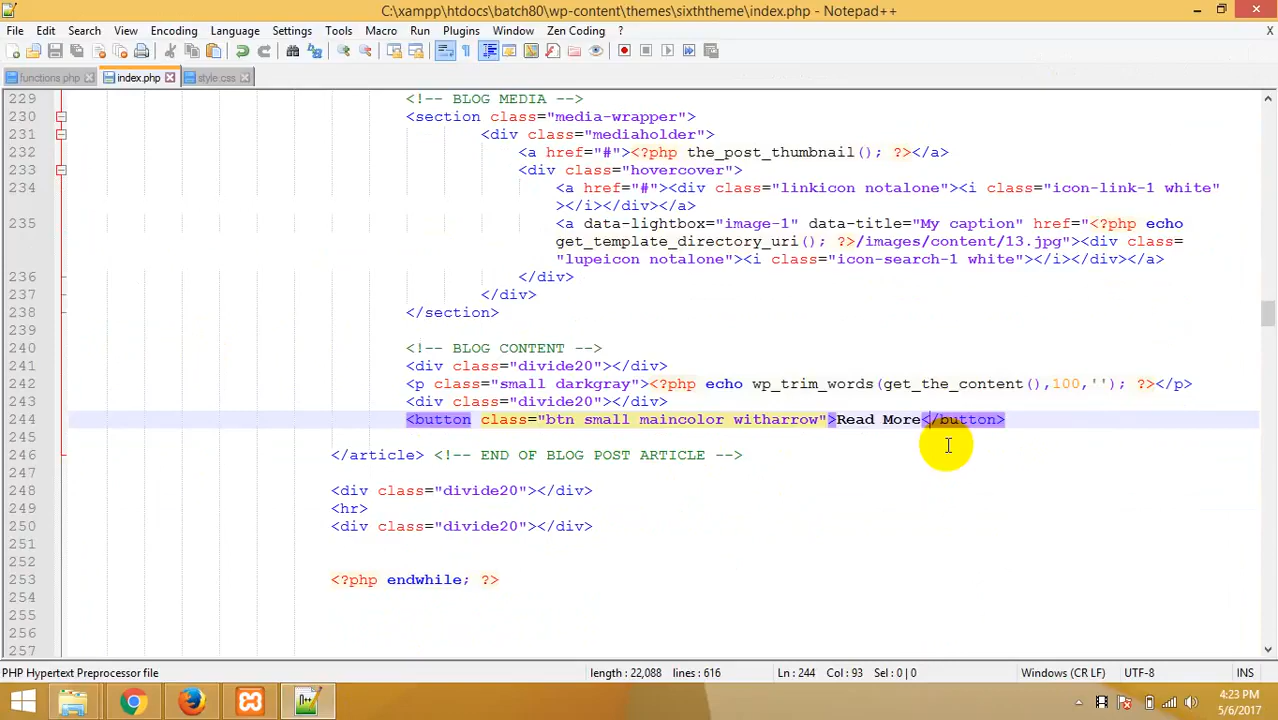 C:\xampp\htdocs\batch80\wp-content\themes\sixththeme\index.php - Notepad++
File Edit Search View Encoding Language Settings Tools Macro Run Plugins Window Zen Coding ? X
functions.php index.php style.css
229 <!-- BLOG MEDIA -->
230 <section class="media-wrapper">
231 <div class="mediaholder">
232 <a href="#"><?php the_post_thumbnail(); ?></a>
233 <div class="hovercover">
234 <a href="#"><div class="linkicon notalone"><i class="icon-link-1 white"
></i></div></a>
235 <a data-lightbox="image-1" data-title="My caption" href="<?php echo
get_template_directory_uri(); ?>/images/content/13.jpg"><div class=
"lupeicon notalone"><i class="icon-search-1 white"></i></div></a>
236 </div>
237 </div>
238 </section>
239
240 <!-- BLOG CONTENT -->
241 <div class="divide20"></div>
242 <p class="small darkgray"><?php echo wp_trim_words(get_the_content(),100,''); ?></p>
243 <div class="divide20"></div>
244 <button class="btn small maincolor witharrow">Read More</button>
245
246 </article> <!-- END OF BLOG POST ARTICLE -->
247
248 <div class="divide20"></div>
249 <hr>
250 <div class="divide20"></div>
251
252
253 <?php endwhile; ?>
254
255
256
257
PHP Hypertext Preprocessor file length : 22,088 lines : 616 Ln : 244 Col : 93 Sel : 0 | 0 Windows (CR LF) UTF-8 INS
4:23 PM
5/6/2017